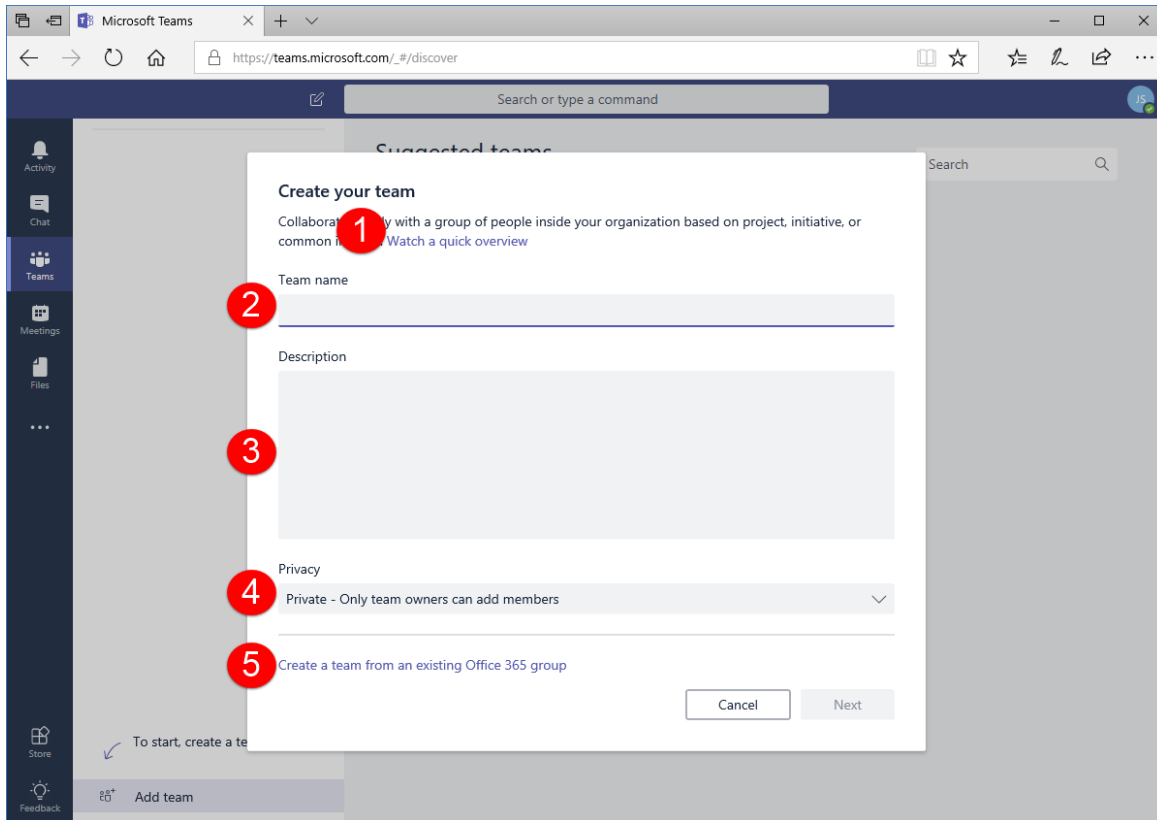 Microsoft Teams
https://teams.microsoft.com/_#/discover
Search or type a command
JS
Activity
Chat
Teams
Meetings
Files
Store
Feedback
Suggested teams
Search
Create your team
with a group of people inside your organization based on project, initiative, or
common Watch a quick overview
1
Team name
2
Description
3
Privacy
4
Private - Only team owners can add members
5
Create a team from an existing Office 365 group
Cancel
Next
To start, create a
Add team